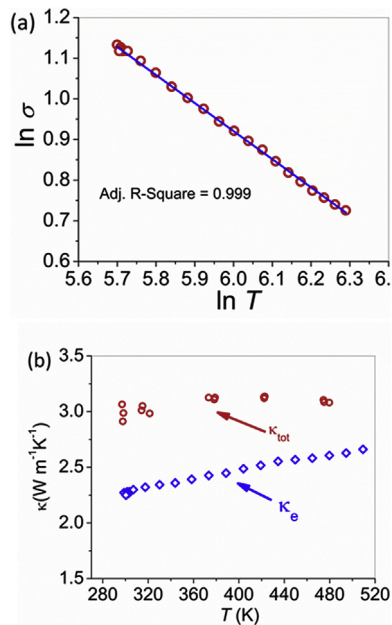 (a)
1.2
1.1
1.0
0.9
0.8
0.7
ln σ
Adj. R-Square = 0.999
5.6 5.7 5.8 5.9 6.0 6.1 6.2 6.3 6.
ln T
(b)
3.5
3.0
2.5
2.0
1.5
κ(W m⁻¹K⁻¹)
κtot
κe
280 320 360 400 440 480 520
T (K)